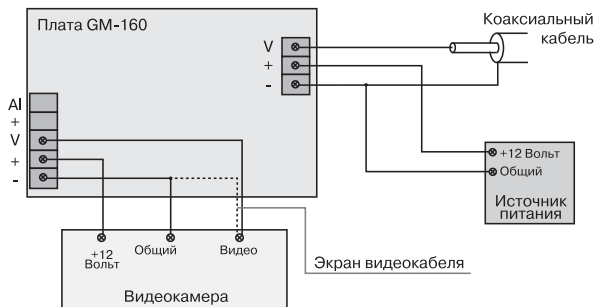 Плата GM-160
Коаксиальный
кабель
V
+
-
AI
+
V
+
-
+12 Вольт
Общий
Источник
питания
+12
Вольт
Общий
Видео
Экран видеокабеля
Видеокамера